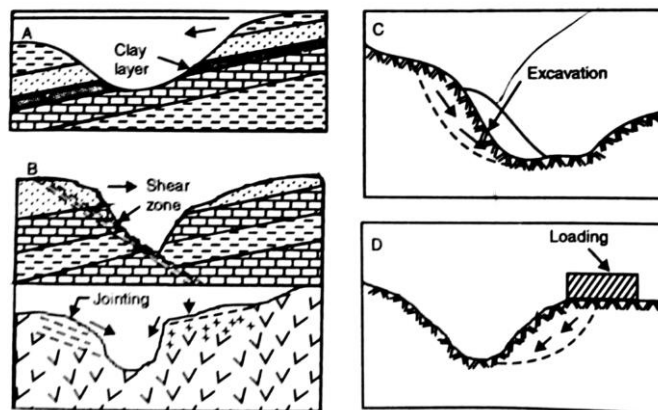 A
Clay
layer
B
Shear
zone
Jointing
C
Excavation
D
Loading